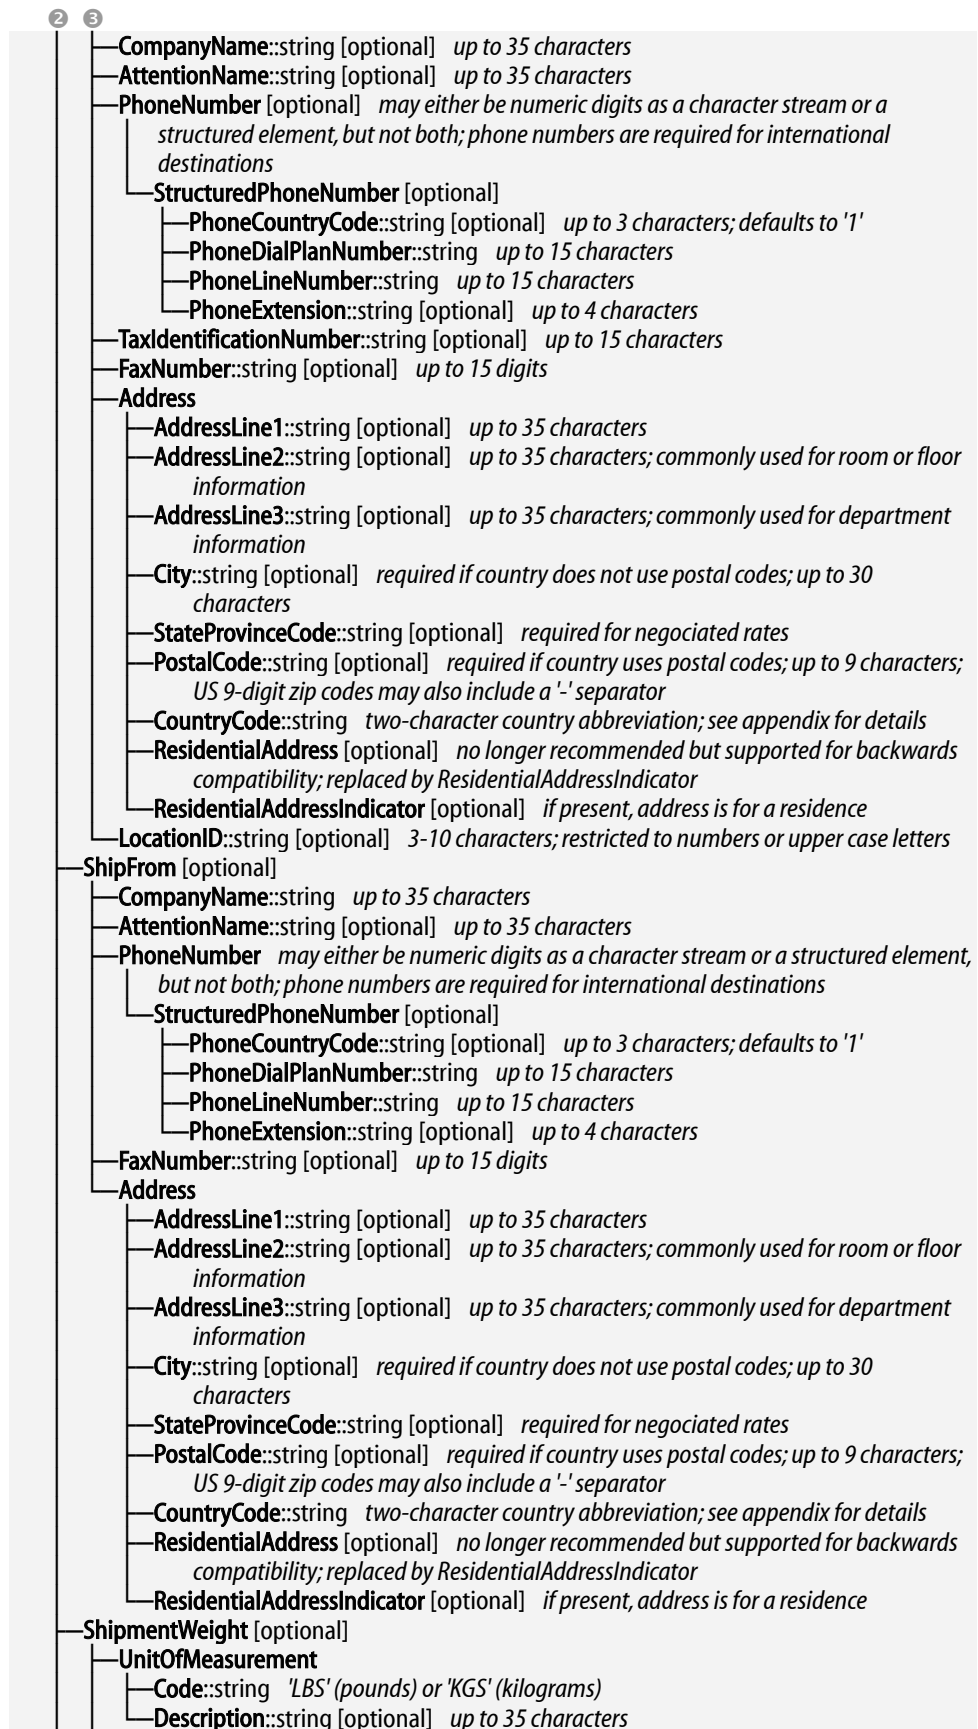 ❷ ❸
CompanyName::string [optional] up to 35 characters
AttentionName::string [optional] up to 35 characters
PhoneNumber [optional] may either be numeric digits as a character stream or a
structured element, but not both; phone numbers are required for international
destinations
StructuredPhoneNumber [optional]
PhoneCountryCode::string [optional] up to 3 characters; defaults to '1'
PhoneDialPlanNumber::string up to 15 characters
PhoneLineNumber::string up to 15 characters
PhoneExtension::string [optional] up to 4 characters
TaxIdentificationNumber::string [optional] up to 15 characters
FaxNumber::string [optional] up to 15 digits
Address
AddressLine1::string [optional] up to 35 characters
AddressLine2::string [optional] up to 35 characters; commonly used for room or floor
information
AddressLine3::string [optional] up to 35 characters; commonly used for department
information
City::string [optional] required if country does not use postal codes; up to 30
characters
StateProvinceCode::string [optional] required for negociated rates
PostalCode::string [optional] required if country uses postal codes; up to 9 characters;
US 9-digit zip codes may also include a '-' separator
CountryCode::string two-character country abbreviation; see appendix for details
ResidentialAddress [optional] no longer recommended but supported for backwards
compatibility; replaced by ResidentialAddressIndicator
ResidentialAddressIndicator [optional] if present, address is for a residence
LocationID::string [optional] 3-10 characters; restricted to numbers or upper case letters
ShipFrom [optional]
CompanyName::string up to 35 characters
AttentionName::string [optional] up to 35 characters
PhoneNumber may either be numeric digits as a character stream or a structured element,
but not both; phone numbers are required for international destinations
StructuredPhoneNumber [optional]
PhoneCountryCode::string [optional] up to 3 characters; defaults to '1'
PhoneDialPlanNumber::string up to 15 characters
PhoneLineNumber::string up to 15 characters
PhoneExtension::string [optional] up to 4 characters
FaxNumber::string [optional] up to 15 digits
Address
AddressLine1::string [optional] up to 35 characters
AddressLine2::string [optional] up to 35 characters; commonly used for room or floor
information
AddressLine3::string [optional] up to 35 characters; commonly used for department
information
City::string [optional] required if country does not use postal codes; up to 30
characters
StateProvinceCode::string [optional] required for negociated rates
PostalCode::string [optional] required if country uses postal codes; up to 9 characters;
US 9-digit zip codes may also include a '-' separator
CountryCode::string two-character country abbreviation; see appendix for details
ResidentialAddress [optional] no longer recommended but supported for backwards
compatibility; replaced by ResidentialAddressIndicator
ResidentialAddressIndicator [optional] if present, address is for a residence
ShipmentWeight [optional]
UnitOfMeasurement
Code::string 'LBS' (pounds) or 'KGS' (kilograms)
Description::string [optional] up to 35 characters